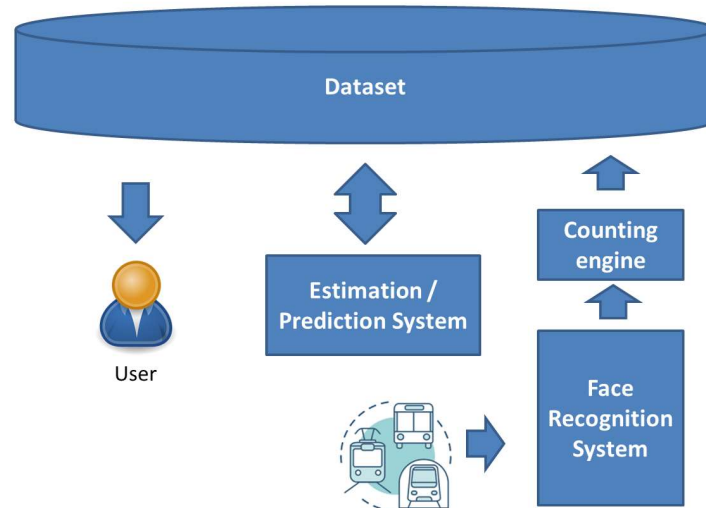 Dataset
Counting
engine
Estimation /
Prediction System
User
Face
Recognition
System